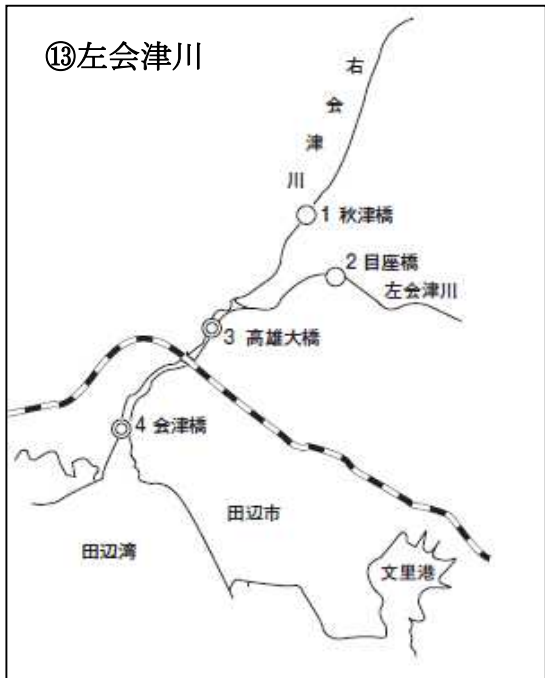 ⑬左会津川
右会津川
1 秋津橋
2 目座橋
左会津川
3 高雄大橋
4 会津橋
田辺市
田辺湾
文里港